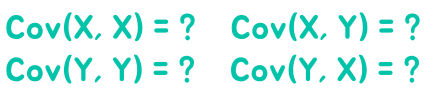 Cov(X, X) = ? Cov(X, Y) = ?
Cov(Y, Y) = ? Cov(Y, X) = ?